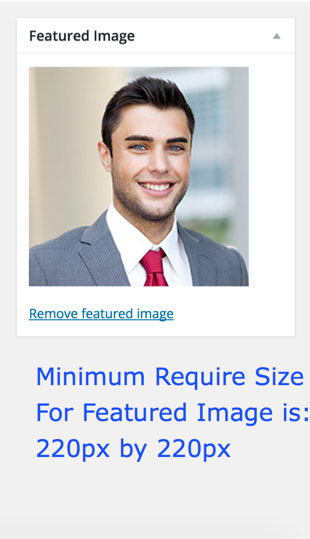 Featured Image
Remove featured image
Minimum Require Size
For Featured Image is:
220px by 220px